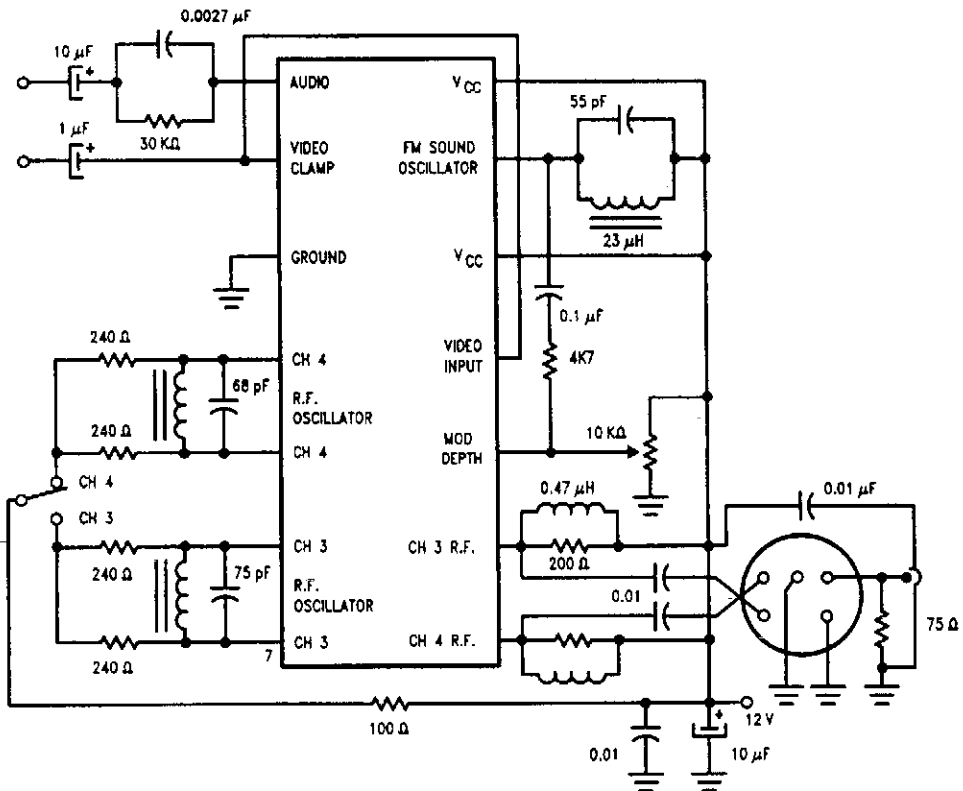 0.0027 µF
10 µF
30 KΩ
1 µF
AUDIO
VIDEO
CLAMP
GROUND
CH 4
R.F.
OSCILLATOR
CH 4
CH 3
R.F.
OSCILLATOR
CH 3
7
V CC
FM SOUND
OSCILLATOR
V CC
VIDEO
INPUT
MOD
DEPTH
CH 3 R.F.
CH 4 R.F.
55 pF
23 µH
0.1 µF
4K7
10 KΩ
240 Ω
68 pF
240 Ω
CH 4
CH 3
240 Ω
75 pF
240 Ω
0.47 µH
200 Ω
0.01
0.01 µF
75 Ω
100 Ω
0.01
+
10 µF
12 V
+
+